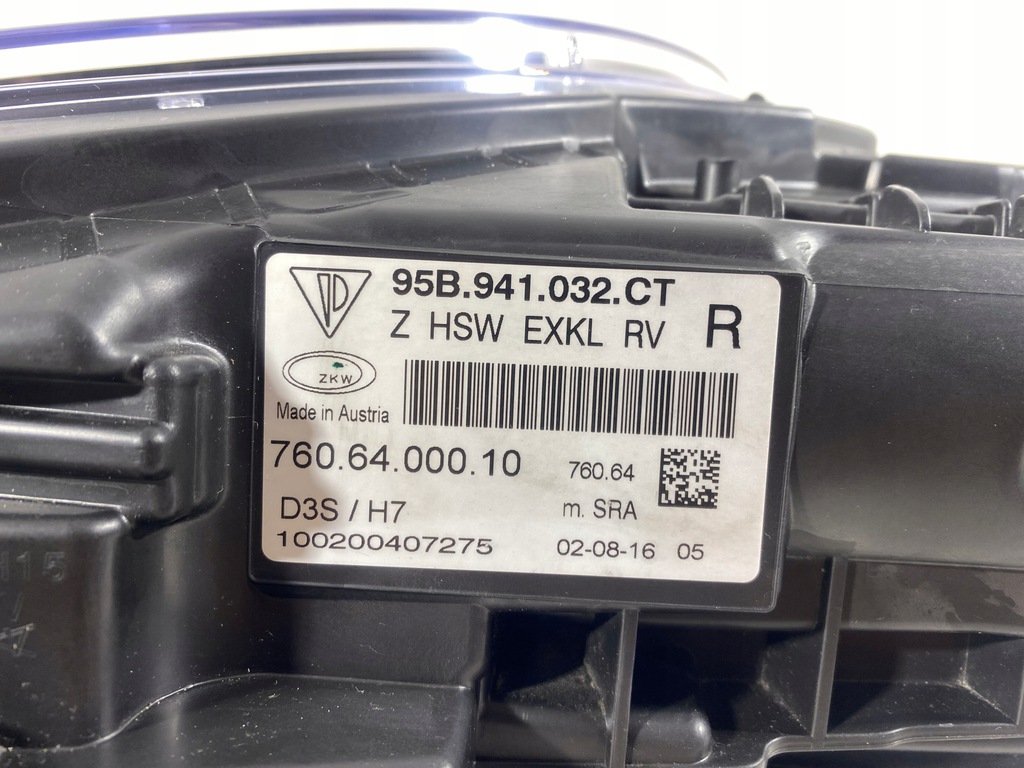 95B.941.032.CT
Z HSW EXKL RV R
ZKW
Made in Austria
760.64.000.10
760.64
D3S / H7
m. SRA
100200407275
02-08-16 05